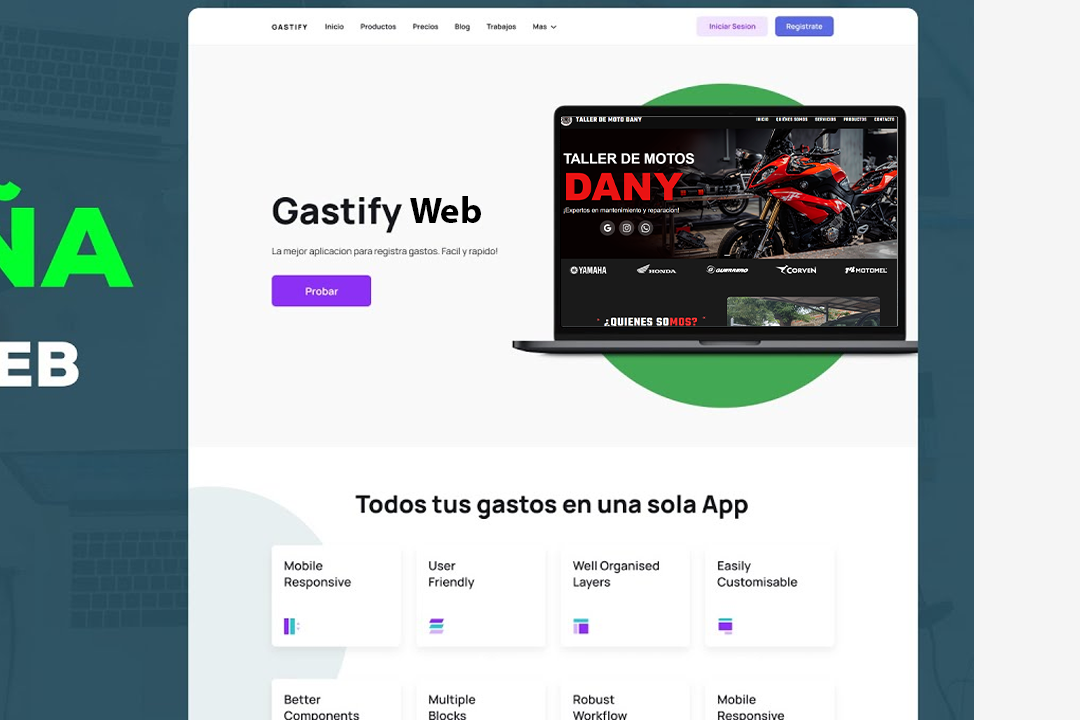 GASTIFY
Inicio
Productos
Precios
Blog
Trabajos
Mas
Iniciar Sesion
Registrate
ÑA
EB
Gastify Web
La mejor aplicacion para registra gastos. Facil y rapido!
Probar
TALLER DE MOTO DANY
INICIO
QUIÉNES SOMOS
SERVICIOS
PRODUCTOS
CONTACTO
TALLER DE MOTOS
DANY
¡Expertos en mantenimiento y reparacion!
YAMAHA
HONDA
GUERRERO
CORVEN
MOTOMEL
¿QUIENES SOMOS?
Todos tus gastos en una sola App
Mobile
Responsive
User
Friendly
Well Organised
Layers
Easily
Customisable
Better
Components
Multiple
Blocks
Robust
Workflow
Mobile
Responsive